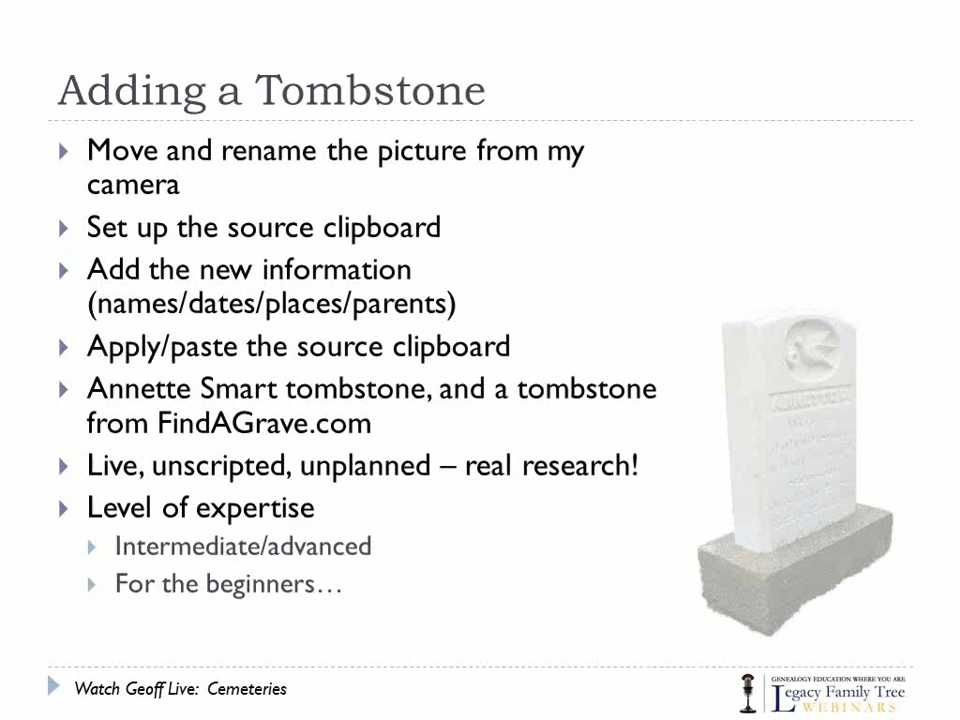 Adding a Tombstone
Move and rename the picture from my
camera
Set up the source clipboard
Add the new information
(names/dates/places/parents)
Apply/paste the source clipboard
Annette Smart tombstone, and a tombstone
from FindAGrave.com
Live, unscripted, unplanned – real research!
Level of expertise
Intermediate/advanced
For the beginners…
Watch Geoff Live: Cemeteries
GENEALOGY EDUCATION WHERE YOU ARE
Legacy Family Tree
WEBINARS